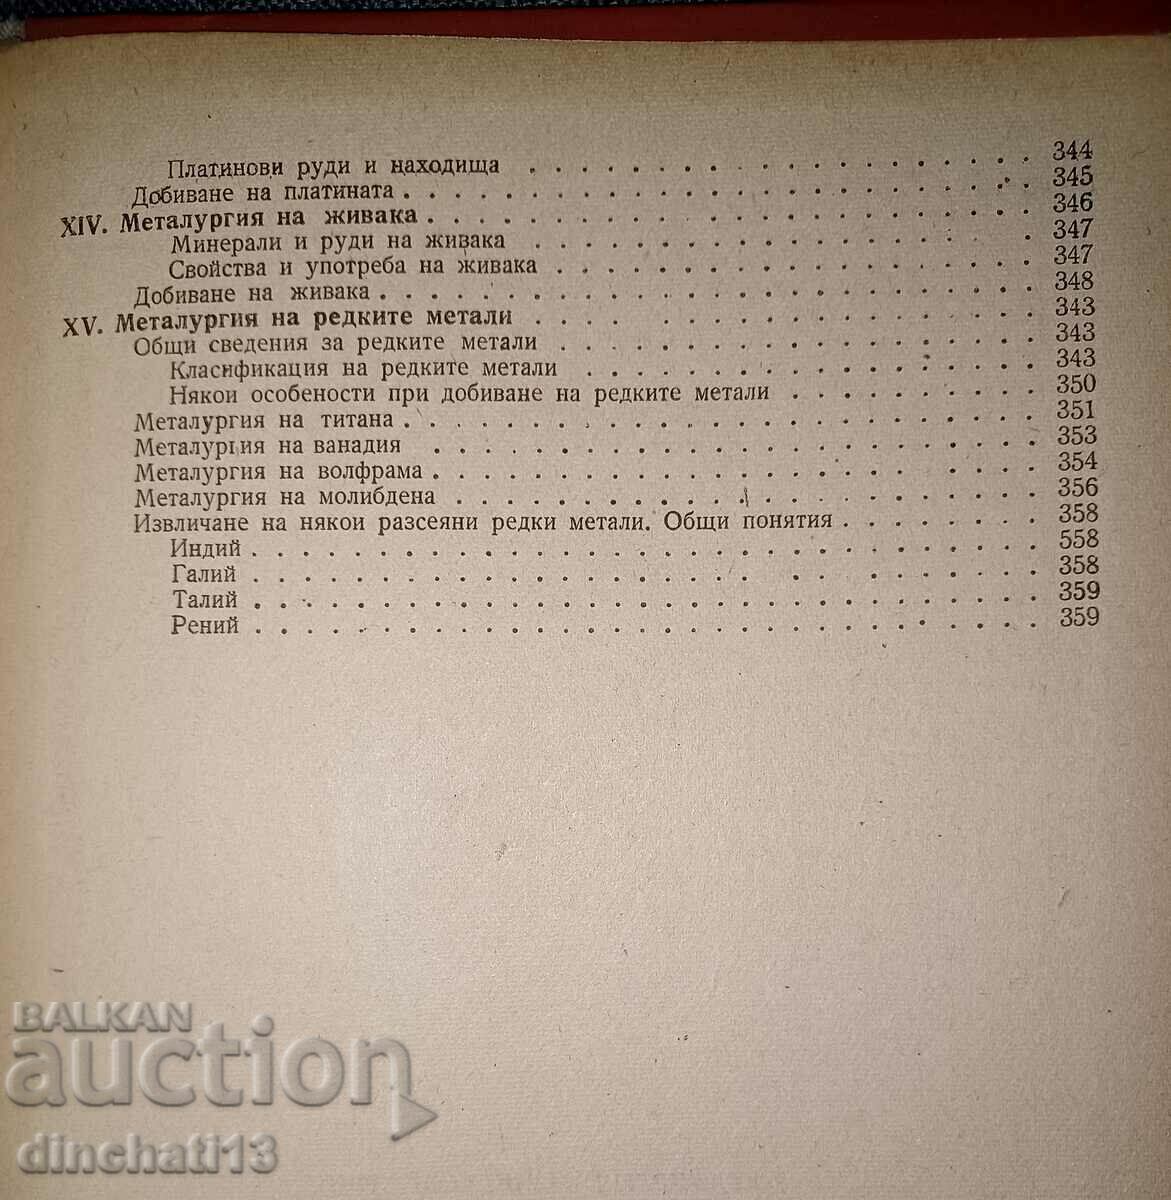 Платинови руди и находища . . . . . . . . . . . . . . . . . . . . 344
Добиване на платината . . . . . . . . . . . . . . . . . . . . . . . . 345
XIV. Металургия на живака . . . . . . . . . . . . . . . . . . . . . . . 346
Минерали и руди на живака . . . . . . . . . . . . . . . . . . 347
Свойства и употреба на живака . . . . . . . . . . . . . . . . . . . 347
Добиване на живака . . . . . . . . . . . . . . . . . . . . . . . . . . 348
XV. Металургия на редките метали . . . . . . . . . . . . . . . . . . . 343
Общи сведения за редките метали . . . . . . . . . . . . . . . . . . . 343
Класификация на редките метали . . . . . . . . . . . . . . . . . . 343
Някои особености при добиване на редките метали . . . . . . . . . . 350
Металургия на титана . . . . . . . . . . . . . . . . . . . . . . . . . 351
Металургия на ванадия . . . . . . . . . . . . . . . . . . . . . . . . 353
Металургия на волфрама . . . . . . . . . . . . . . . . . . . . . . . 354
Металургия на молибдена . . . . . . . . . . . . . . . . . . . . . . . 356
Извличане на някои разсеяни редки метали. Общи понятия . . . . . . . . 358
Индий . . . . . . . . . . . . . . . . . . . . . . . . . . . . . . . 558
Галий . . . . . . . . . . . . . . . . . . . . . . . . . . . . . 358
Талий . . . . . . . . . . . . . . . . . . . . . . . . . . . . . . . 359
Рений . . . . . . . . . . . . . . . . . . . . . . . . . . . . . . . 359
BALKAN
auction
dinchati13